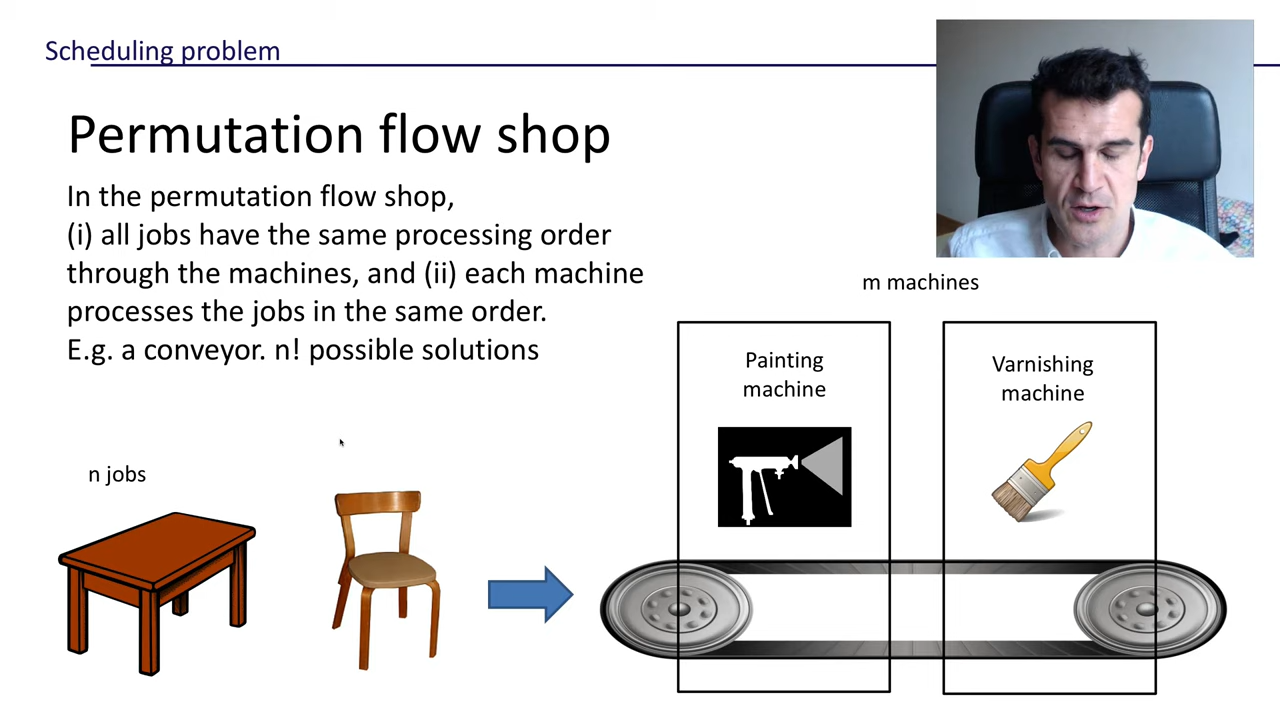 Scheduling problem
Permutation flow shop
In the permutation flow shop,
(i) all jobs have the same processing order
through the machines, and (ii) each machine
processes the jobs in the same order.
E.g. a conveyor. n! possible solutions
m machines
Painting
machine
Varnishing
machine
n jobs